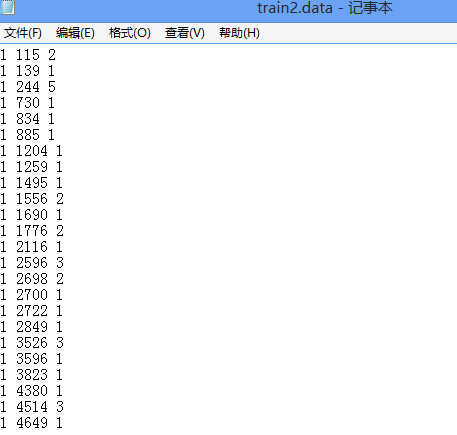 train2.data - 记事本
文件(F) 编辑(E) 格式(O) 查看(V) 帮助(H)
1 115 2
1 139 1
1 244 5
1 730 1
1 834 1
1 885 1
1 1204 1
1 1259 1
1 1495 1
1 1556 2
1 1690 1
1 1776 2
1 2116 1
1 2596 3
1 2698 2
1 2700 1
1 2722 1
1 2849 1
1 3526 3
1 3596 1
1 3823 1
1 4380 1
1 4514 3
1 4649 1